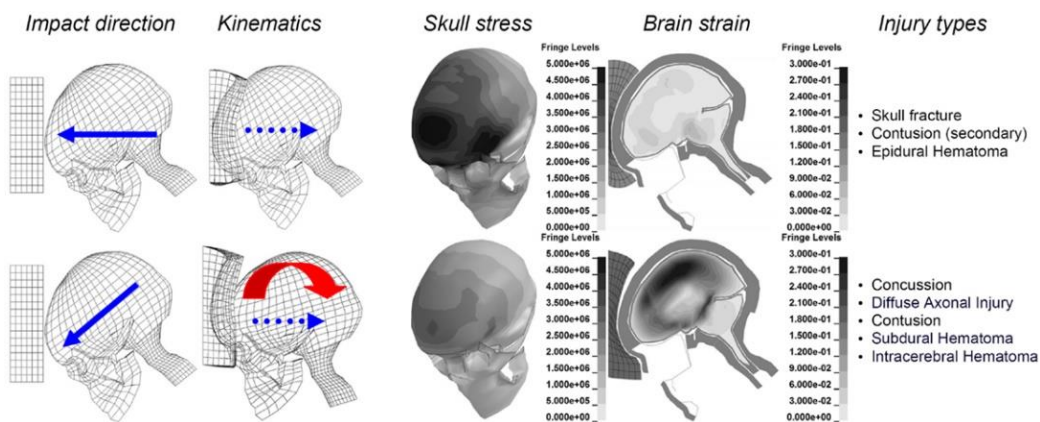 Impact direction
Kinematics
Skull stress
Brain strain
Injury types
Fringe Levels
5.000e+06
4.500e+06
4.000e+06
3.500e+06
3.000e+06
2.500e+06
2.000e+06
1.500e+06
1.000e+06
5.000e+05
0.000e+00
Fringe Levels
3.000e-01
2.700e-01
2.400e-01
2.100e-01
1.800e-01
1.500e-01
1.200e-01
9.000e-02
6.000e-02
3.000e-02
0.000e+00
• Skull fracture
• Contusion (secondary)
• Epidural Hematoma
Fringe Levels
5.000e+06
4.500e+06
4.000e+06
3.500e+06
3.000e+06
2.500e+06
2.000e+06
1.500e+06
1.000e+06
5.000e+05
0.000e+00
Fringe Levels
3.000e-01
2.700e-01
2.400e-01
2.100e-01
1.800e-01
1.500e-01
1.200e-01
9.000e-02
6.000e-02
3.000e-02
0.000e+00
• Concussion
• Diffuse Axonal Injury
• Contusion
• Subdural Hematoma
• Intracerebral Hematoma